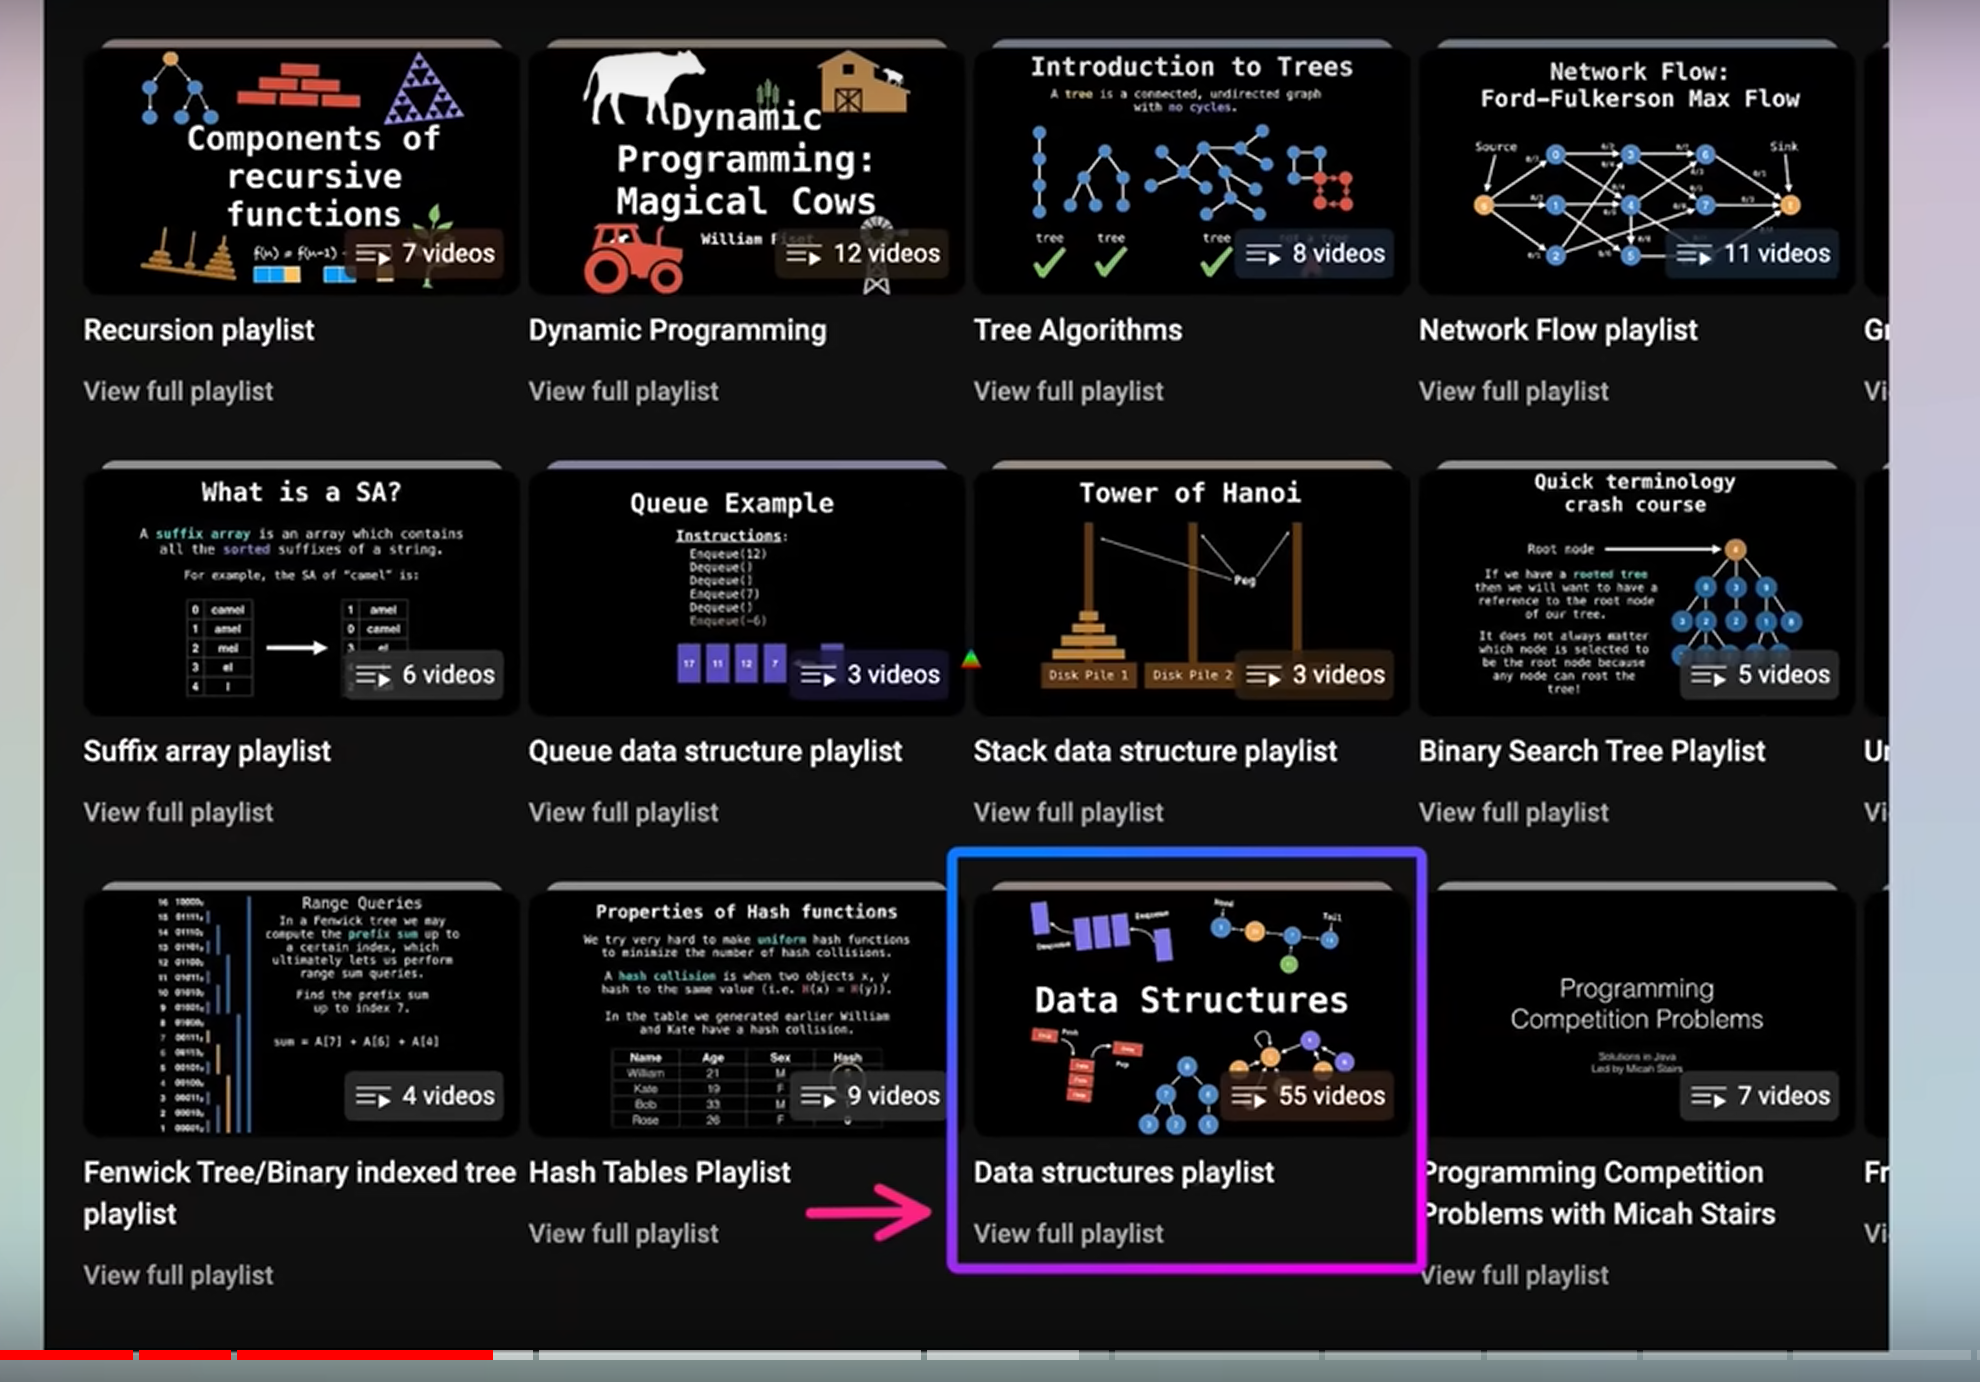 Components of
recursive
functions
f(n) = f(n-1)
7 videos
Recursion playlist
View full playlist
Dynamic
Programming:
Magical Cows
William Fiset
12 videos
Dynamic Programming
View full playlist
Introduction to Trees
A tree is a connected, undirected graph
with no cycles.
tree tree tree
8 videos
Tree Algorithms
View full playlist
Network Flow:
Ford-Fulkerson Max Flow
Source
Sink
11 videos
Network Flow playlist
View full playlist
What is a SA?
A suffix array is an array which contains
all the sorted suffixes of a string.
For example, the SA of "camel" is:
0 camel
1 amel
2 mel
3 el
4 l
1 amel
0 camel
3 el
6 videos
Suffix array playlist
View full playlist
Queue Example
Instructions:
Enqueue(12)
Dequeue()
Dequeue()
Enqueue(7)
Dequeue()
Enqueue(-6)
17 11 12 7
3 videos
Queue data structure playlist
View full playlist
Tower of Hanoi
Peg
Disk Pile 1
Disk Pile 2
3 videos
Stack data structure playlist
View full playlist
Quick terminology
crash course
Root node
If we have a rooted tree
then we will want to have a
reference to the root node
of our tree.
It does not always matter
which node is selected to
be the root node because
any node can root the
tree!
5 videos
Binary Search Tree Playlist
View full playlist
Range Queries
In a Fenwick tree we may
compute the prefix sum up to
a certain index, which
ultimately lets us perform
range sum queries.
Find the prefix sum
up to index 7.
sum = A[7] + A[6] + A[4]
4 videos
Fenwick Tree/Binary indexed tree
playlist
View full playlist
Properties of Hash functions
We try very hard to make uniform hash functions
to minimize the number of hash collisions.
A hash collision is when two objects x, y
hash to the same value (i.e. H(x) = H(y)).
In the table we generated earlier William
and Kate have a hash collision.
Name Age Sex Hash
William 21 M
Kate 19 F
Bob 33 M
Rose 26 F
9 videos
Hash Tables Playlist
View full playlist
Dequeue
Enqueue
Head
Tail
Data Structures
Push
Pop
55 videos
Data structures playlist
View full playlist
Programming
Competition Problems
Solutions in Java
Led by Micah Stairs
7 videos
Programming Competition
Problems with Micah Stairs
View full playlist